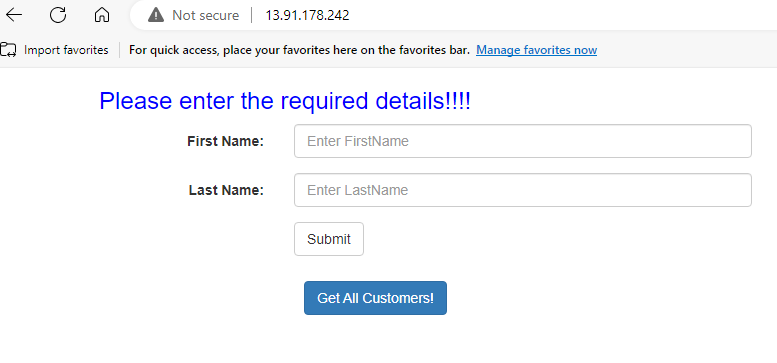 Not secure 13.91.178.242
Import favorites For quick access, place your favorites here on the favorites bar. Manage favorites now
Please enter the required details!!!!
First Name: Enter FirstName
Last Name: Enter LastName
Submit
Get All Customers!